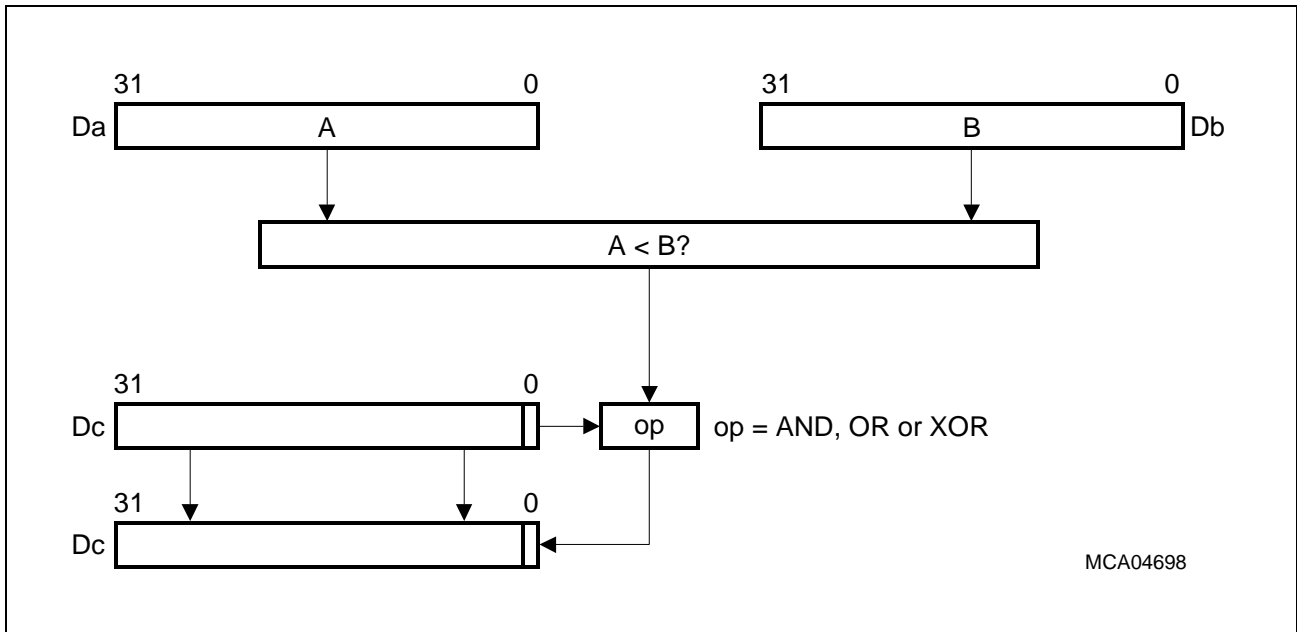 31 0 31 0
Da A B Db
A < B?
31 0
Dc op op = AND, OR or XOR
31 0
Dc
MCA04698